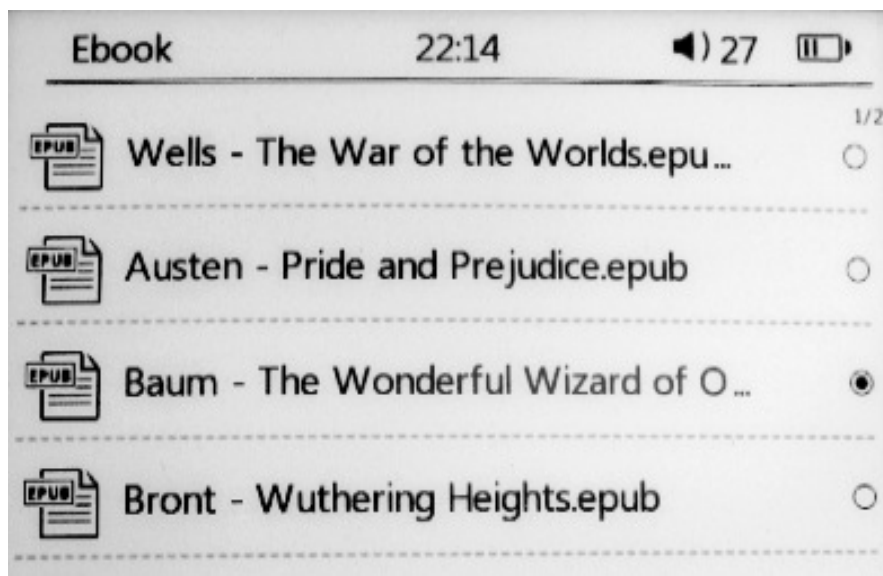 Ebook 22:14 27
1/2
EPUB Wells - The War of the Worlds.epu...
EPUB Austen - Pride and Prejudice.epub
EPUB Baum - The Wonderful Wizard of O...
EPUB Bront - Wuthering Heights.epub